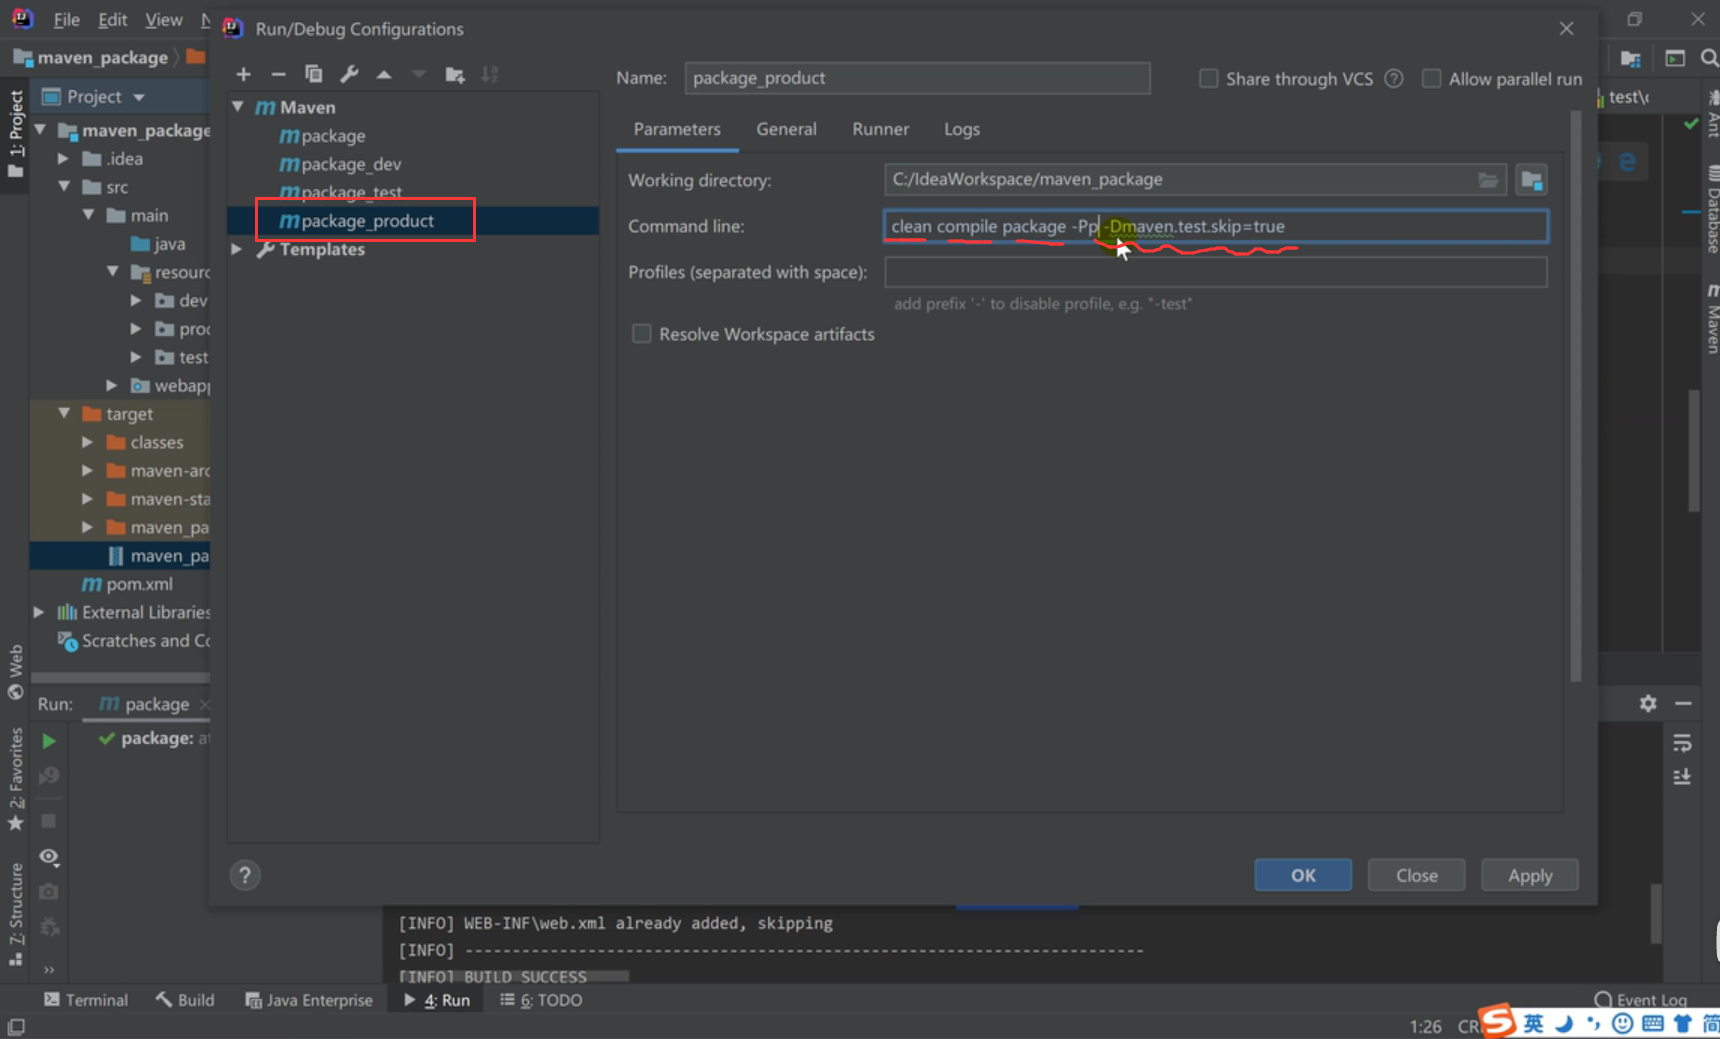 File Edit View N
Run/Debug Configurations
maven_package
Project
1: Project
maven_package
.idea
src
main
java
resourc
dev
proc
test
webapp
target
classes
maven-arc
maven-sta
maven_pa
maven_pa
pom.xml
External Libraries
Scratches and Co
Maven
package
package_dev
package_test
package_product
Templates
Name: package_product
Share through VCS
Allow parallel run
Parameters General Runner Logs
Working directory: C:/IdeaWorkspace/maven_package
Command line: clean compile package -Pp -Dmaven.test.skip=true
Profiles (separated with space):
add prefix '-' to disable profile, e.g. "-test"
Resolve Workspace artifacts
? OK Close Apply
Ant
Database
Maven
Web
2: Favorites
7: Structure
Run: package
package:
[INFO] WEB-INF\web.xml already added, skipping
[INFO] ------------------------------------------------------------------------
[INFO] BUILD SUCCESS
Terminal Build Java Enterprise 4: Run 6: TODO
Event Log
1:26
英
简